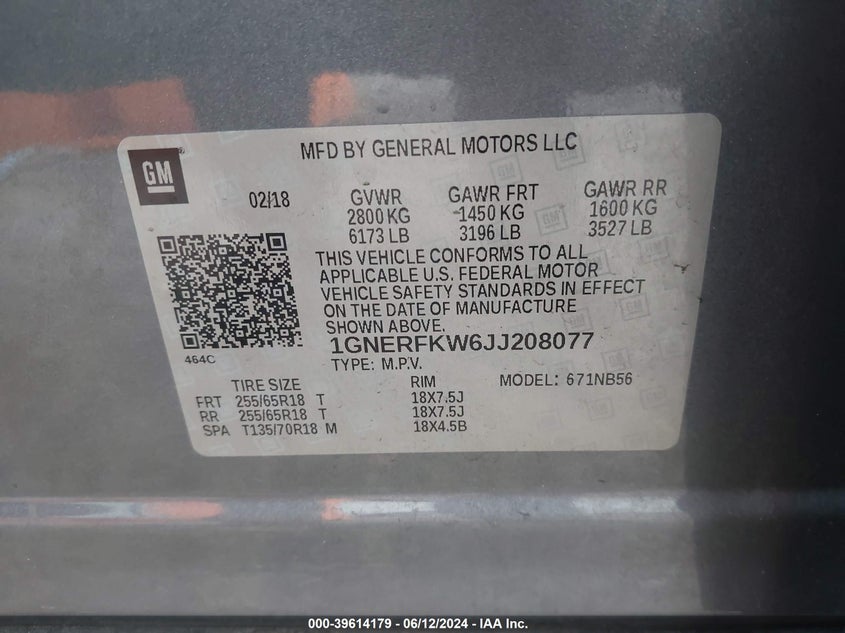 GM
MFD BY GENERAL MOTORS LLC
02/18 GVWR GAWR FRT GAWR RR
2800 KG 1450 KG 1600 KG
6173 LB 3196 LB 3527 LB
THIS VEHICLE CONFORMS TO ALL
APPLICABLE U.S. FEDERAL MOTOR
VEHICLE SAFETY STANDARDS IN EFFECT
ON THE DATE OF MANUFACTURE
SHOWN ABOVE.
1GNERFKW6JJ208077
464C
TYPE: M.P.V.
TIRE SIZE RIM MODEL: 671NB56
FRT 255/65R18 T 18X7.5J
RR 255/65R18 T 18X7.5J
SPA T135/70R18 M 18X4.5B
000-39614179 - 06/12/2024 - IAA Inc.